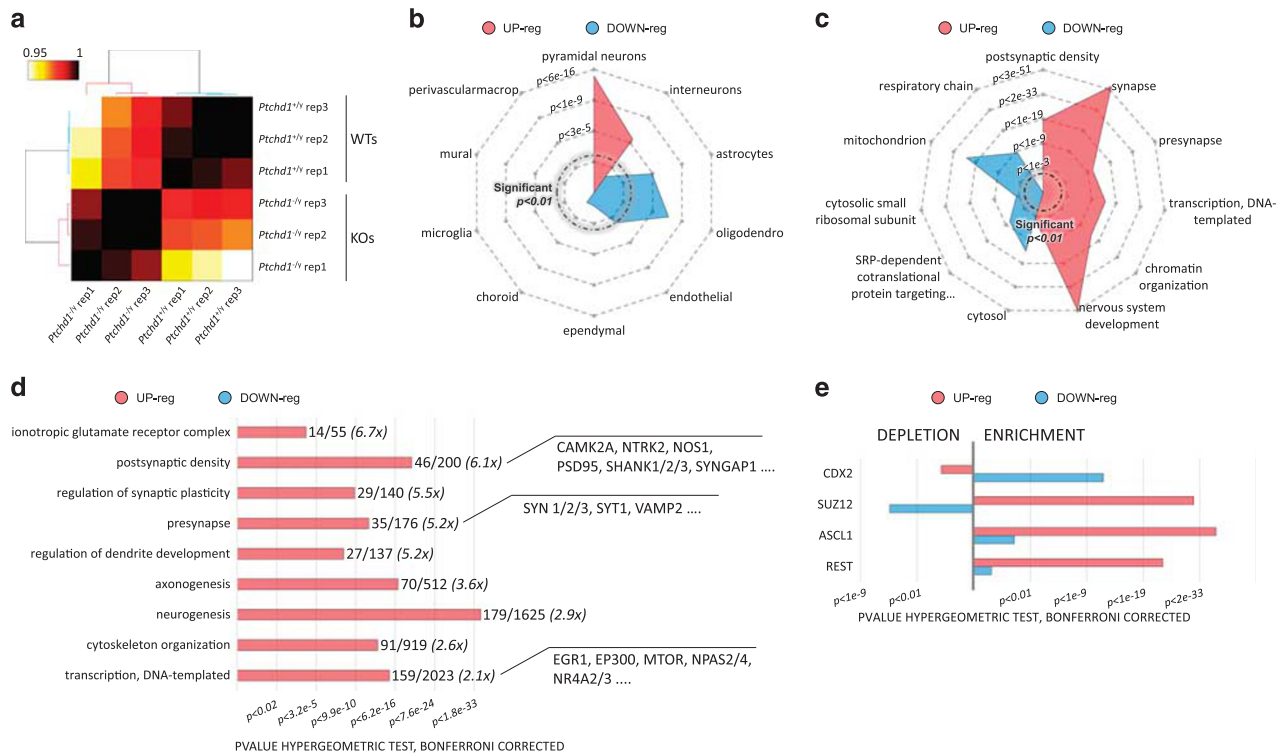 a
0.95
1
Ptchd1+/y rep3
Ptchd1+/y rep2
Ptchd1+/y rep1
Ptchd1-/y rep3
Ptchd1-/y rep2
Ptchd1-/y rep1
WTs
KOs
Ptchd1-/y rep1
Ptchd1-/y rep2
Ptchd1-/y rep3
Ptchd1+/y rep1
Ptchd1+/y rep2
Ptchd1+/y rep3
b
UP-reg
DOWN-reg
pyramidal neurons
interneurons
astrocytes
oligodendro
endothelial
ependymal
choroid
microglia
mural
perivascularmacrop
p<6e-16
p<1e-9
p<3e-5
Significant
p<0.01
c
UP-reg
DOWN-reg
postsynaptic density
synapse
presynapse
transcription, DNA-
templated
chromatin
organization
nervous system
development
cytosol
SRP-dependent
cotranslational
protein targeting...
cytosolic small
ribosomal subunit
mitochondrion
respiratory chain
p<3e-51
p<2e-33
p<1e-19
p<1e-9
p<1e-3
Significant
p<0.01
d
UP-reg
DOWN-reg
ionotropic glutamate receptor complex
14/55 (6.7x)
postsynaptic density
46/200 (6.1x)
regulation of synaptic plasticity
29/140 (5.5x)
presynapse
35/176 (5.2x)
regulation of dendrite development
27/137 (5.2x)
axonogenesis
70/512 (3.6x)
neurogenesis
179/1625 (2.9x)
cytoskeleton organization
91/919 (2.6x)
transcription, DNA-templated
159/2023 (2.1x)
CAMK2A, NTRK2, NOS1,
PSD95, SHANK1/2/3, SYNGAP1 ....
SYN 1/2/3, SYT1, VAMP2 ....
EGR1, EP300, MTOR, NPAS2/4,
NR4A2/3 ....
p<0.02
p<3.2e-5
p<9.9e-10
p<6.2e-16
p<7.6e-24
p<1.8e-33
PVALUE HYPERGEOMETRIC TEST, BONFERRONI CORRECTED
e
UP-reg
DOWN-reg
DEPLETION
ENRICHMENT
CDX2
SUZ12
ASCL1
REST
p<1e-9
p<0.01
p<0.01
p<1e-9
p<1e-19
p<2e-33
PVALUE HYPERGEOMETRIC TEST, BONFERRONI CORRECTED